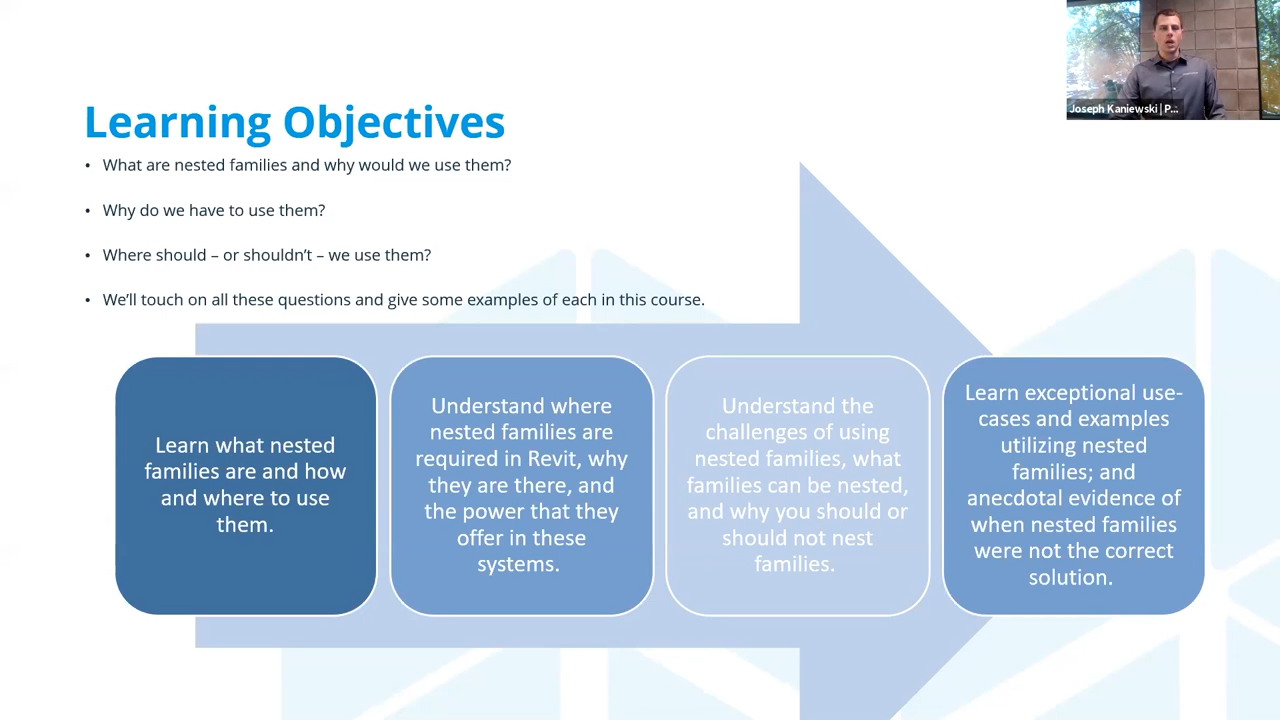 Joseph Kaniewski | P...
Learning Objectives
• What are nested families and why would we use them?
• Why do we have to use them?
• Where should – or shouldn't – we use them?
• We'll touch on all these questions and give some examples of each in this course.
Learn what nested
families are and how
and where to use
them.
Understand where
nested families are
required in Revit, why
they are there, and
the power that they
offer in these
systems.
Understand the
challenges of using
nested families, what
families can be nested,
and why you should or
should not nest
families.
Learn exceptional use-
cases and examples
utilizing nested
families; and
anecdotal evidence of
when nested families
were not the correct
solution.